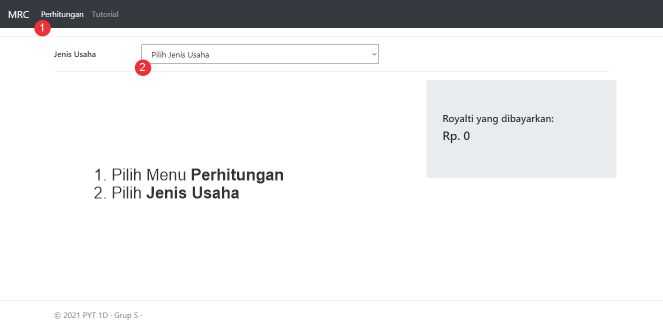 MRC Perhitungan Tutorial
1
Jenis Usaha Pilih Jenis Usaha
2
Royalti yang dibayarkan:
Rp. 0
1. Pilih Menu Perhitungan
2. Pilih Jenis Usaha
© 2021 PYT 1D · Grup S ·